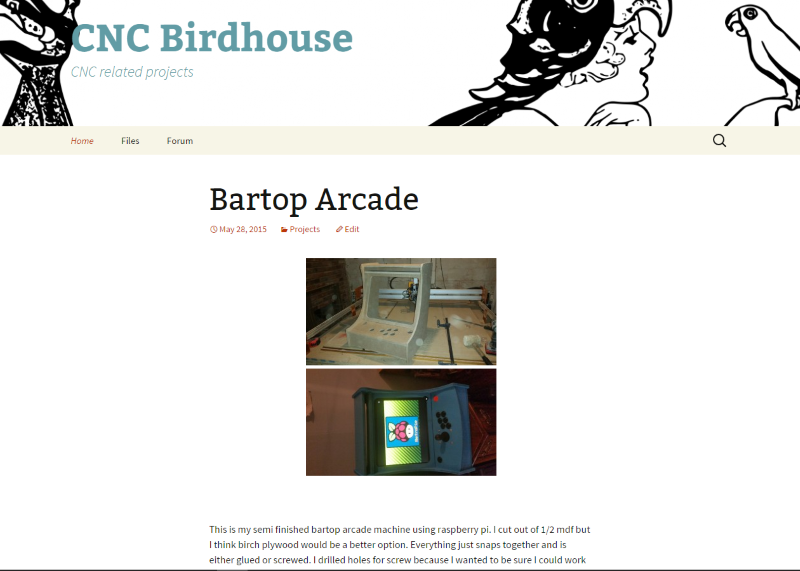 CNC Birdhouse
CNC related projects
Home Files Forum
Bartop Arcade
May 28, 2015 Projects Edit
This is my semi finished bartop arcade machine using raspberry pi. I cut out of 1/2 mdf but
I think birch plywood would be a better option. Everything just snaps together and is
either glued or screwed. I drilled holes for screw because I wanted to be sure I could work